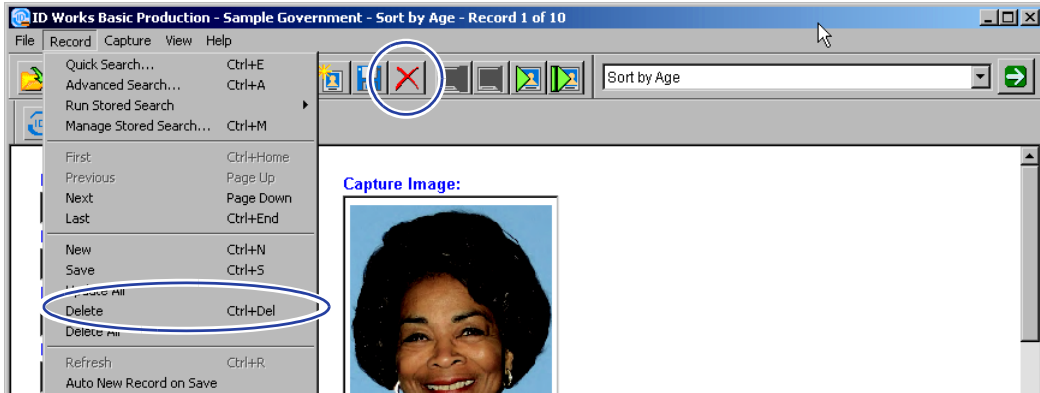 ID Works Basic Production - Sample Government - Sort by Age - Record 1 of 10
File Record Capture View Help
Quick Search... Ctrl+E
Advanced Search... Ctrl+A
Run Stored Search
Manage Stored Search... Ctrl+M
First Ctrl+Home
Previous Page Up
Next Page Down
Last Ctrl+End
New Ctrl+N
Save Ctrl+S
Update All
Delete Ctrl+Del
Delete All
Refresh Ctrl+R
Auto New Record on Save
Sort by Age
Capture Image: